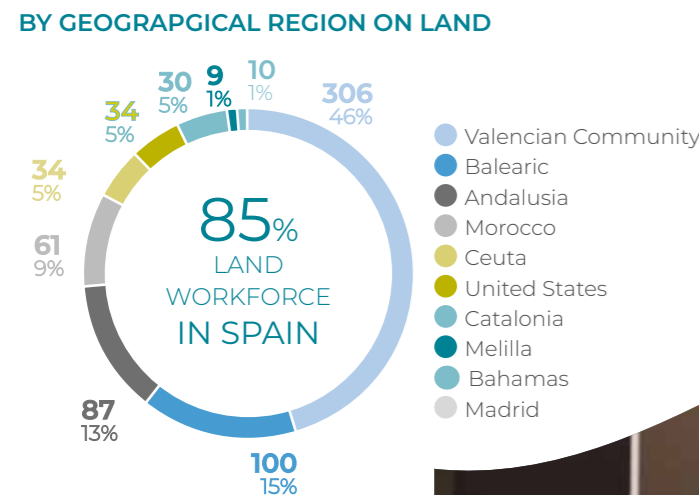 BY GEOGRAPGICAL REGION ON LAND
306
46%
10
1%
9
1%
30
5%
34
5%
34
5%
61
9%
87
13%
100
15%
85%
LAND
WORKFORCE
IN SPAIN
Valencian Community
Balearic
Andalusia
Morocco
Ceuta
United States
Catalonia
Melilla
Bahamas
Madrid